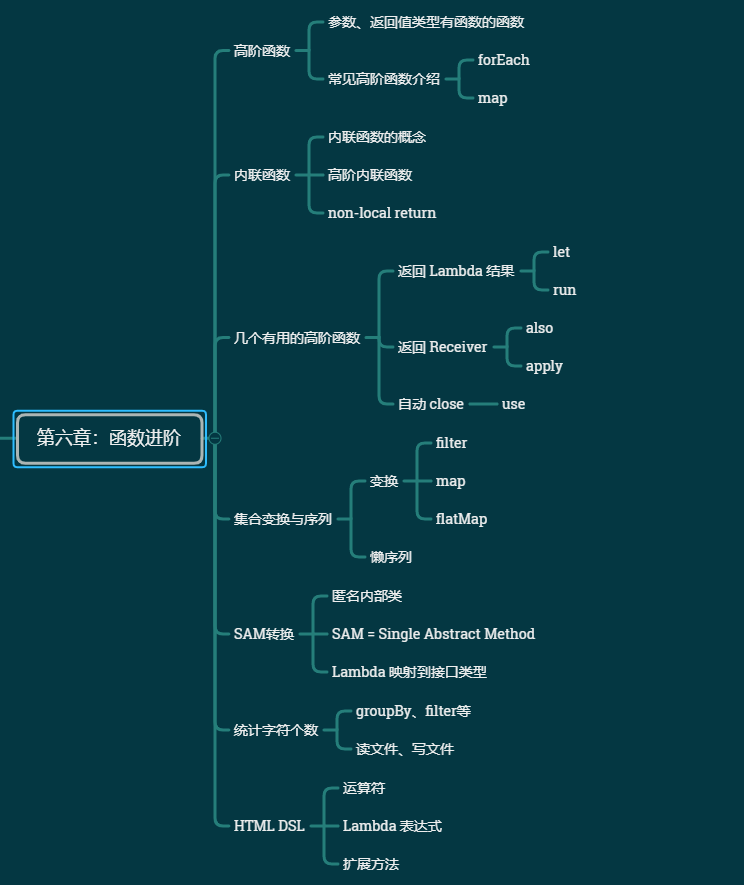 第六章：函数进阶
高阶函数
参数、返回值类型有函数的函数
常见高阶函数介绍
forEach
map
内联函数
内联函数的概念
高阶内联函数
non-local return
几个有用的高阶函数
返回 Lambda 结果
let
run
返回 Receiver
also
apply
自动 close
use
集合变换与序列
变换
filter
map
flatMap
懒序列
SAM转换
匿名内部类
SAM = Single Abstract Method
Lambda 映射到接口类型
统计字符个数
groupBy、filter等
读文件、写文件
HTML DSL
运算符
Lambda 表达式
扩展方法